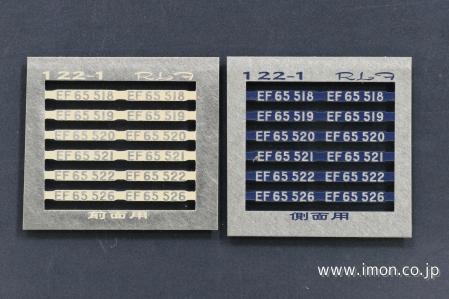 122-1 RLF
EF 65 518 EF 65 518
EF 65 519 EF 65 519
EF 65 520 EF 65 520
EF 65 521 EF 65 521
EF 65 522 EF 65 522
EF 65 526 EF 65 526
前面用
122-1 RLF
EF 65 518 EF 65 518
EF 65 519 EF 65 519
EF 65 520 EF 65 520
EF 65 521 EF 65 521
EF 65 522 EF 65 522
EF 65 526 EF 65 526
側面用
www.imon.co.jp